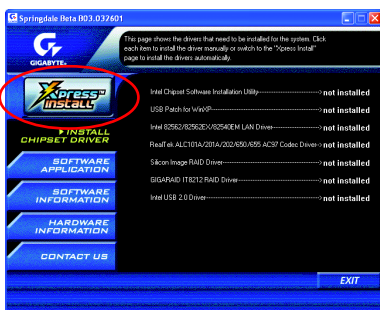 Springdale Beta B03.032601
GIGABYTE
This page shows the drivers that need to be installed for the system. Click
each item to install the driver manually or switch to the "Xpress Install"
page to install the drivers automatically.
Xpress™
INSTALL
INSTALL
CHIPSET DRIVER
SOFTWARE
APPLICATION
SOFTWARE
INFORMATION
HARDWARE
INFORMATION
CONTACT US
Intel Chipset Software Installation Utility not installed
USB Patch for WinXP not installed
Intel 82562/82562EX/82540EM LAN Driver not installed
RealTek ALC101A/201A/202/650/655 AC97 Codec Driver not installed
Silicon Image RAID Driver not installed
GIGARAID IT8212 RAID Driver not installed
Intel USB 2.0 Driver not installed
EXIT